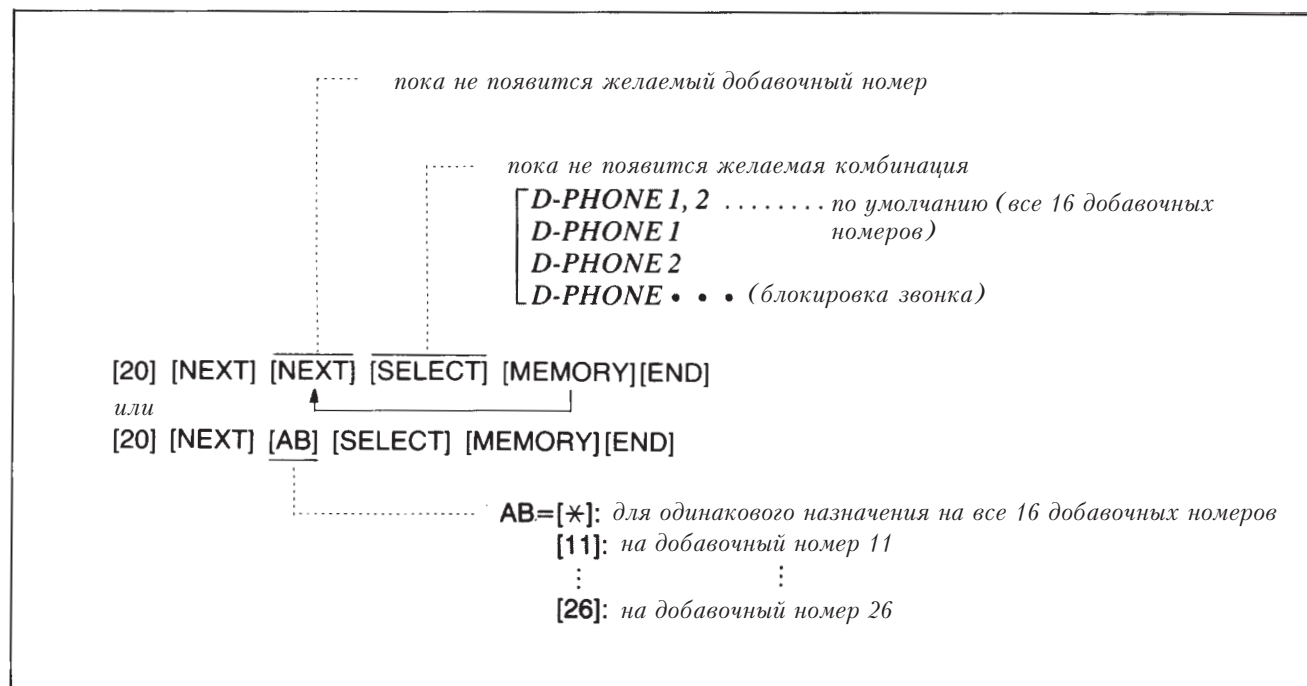 пока не появится желаемый добавочный номер
пока не появится желаемая комбинация
D-PHONE 1, 2 ........ по умолчанию (все 16 добавочных
D-PHONE 1 номеров)
D-PHONE 2
D-PHONE • • • (блокировка звонка)
[20] [NEXT] [NEXT] [SELECT] [MEMORY] [END]
или
[20] [NEXT] [AB] [SELECT] [MEMORY] [END]
AB=[*]: для одинакового назначения на все 16 добавочных номеров
[11]: на добавочный номер 11
⋮ ⋮
[26]: на добавочный номер 26